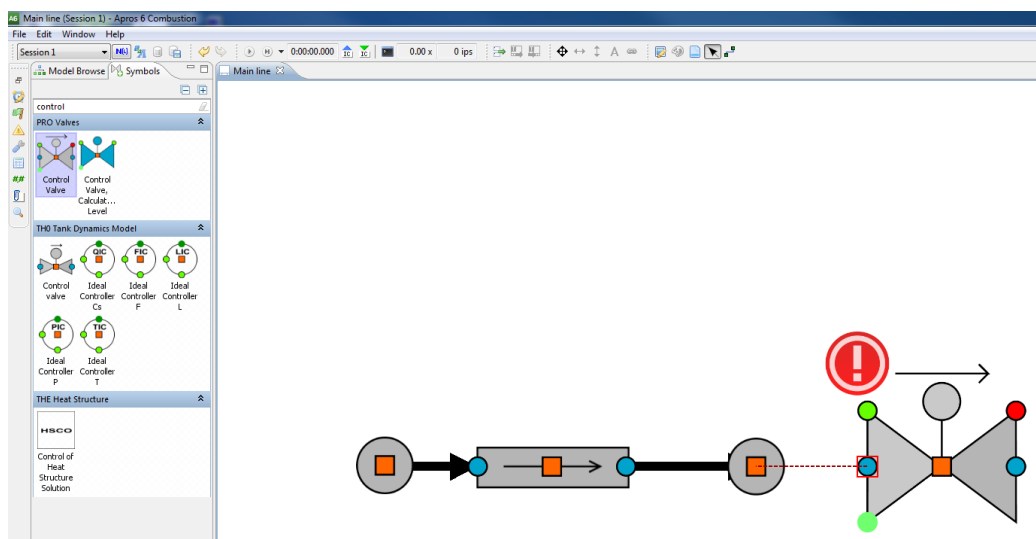 A6 Main line (Session 1) - Apros 6 Combustion
File Edit Window Help
Session 1 N(s) 0:00:00.000 IC IC 0.00 x 0 ips A
Model Browse Symbols Main line
control
PRO Valves
Control Valve
Control Valve, Calculat... Level
TH0 Tank Dynamics Model
QIC FIC LIC
Control valve
Ideal Controller Cs
Ideal Controller F
Ideal Controller L
PIC TIC
Ideal Controller P
Ideal Controller T
THE Heat Structure
HSCO
Control of Heat Structure Solution
##